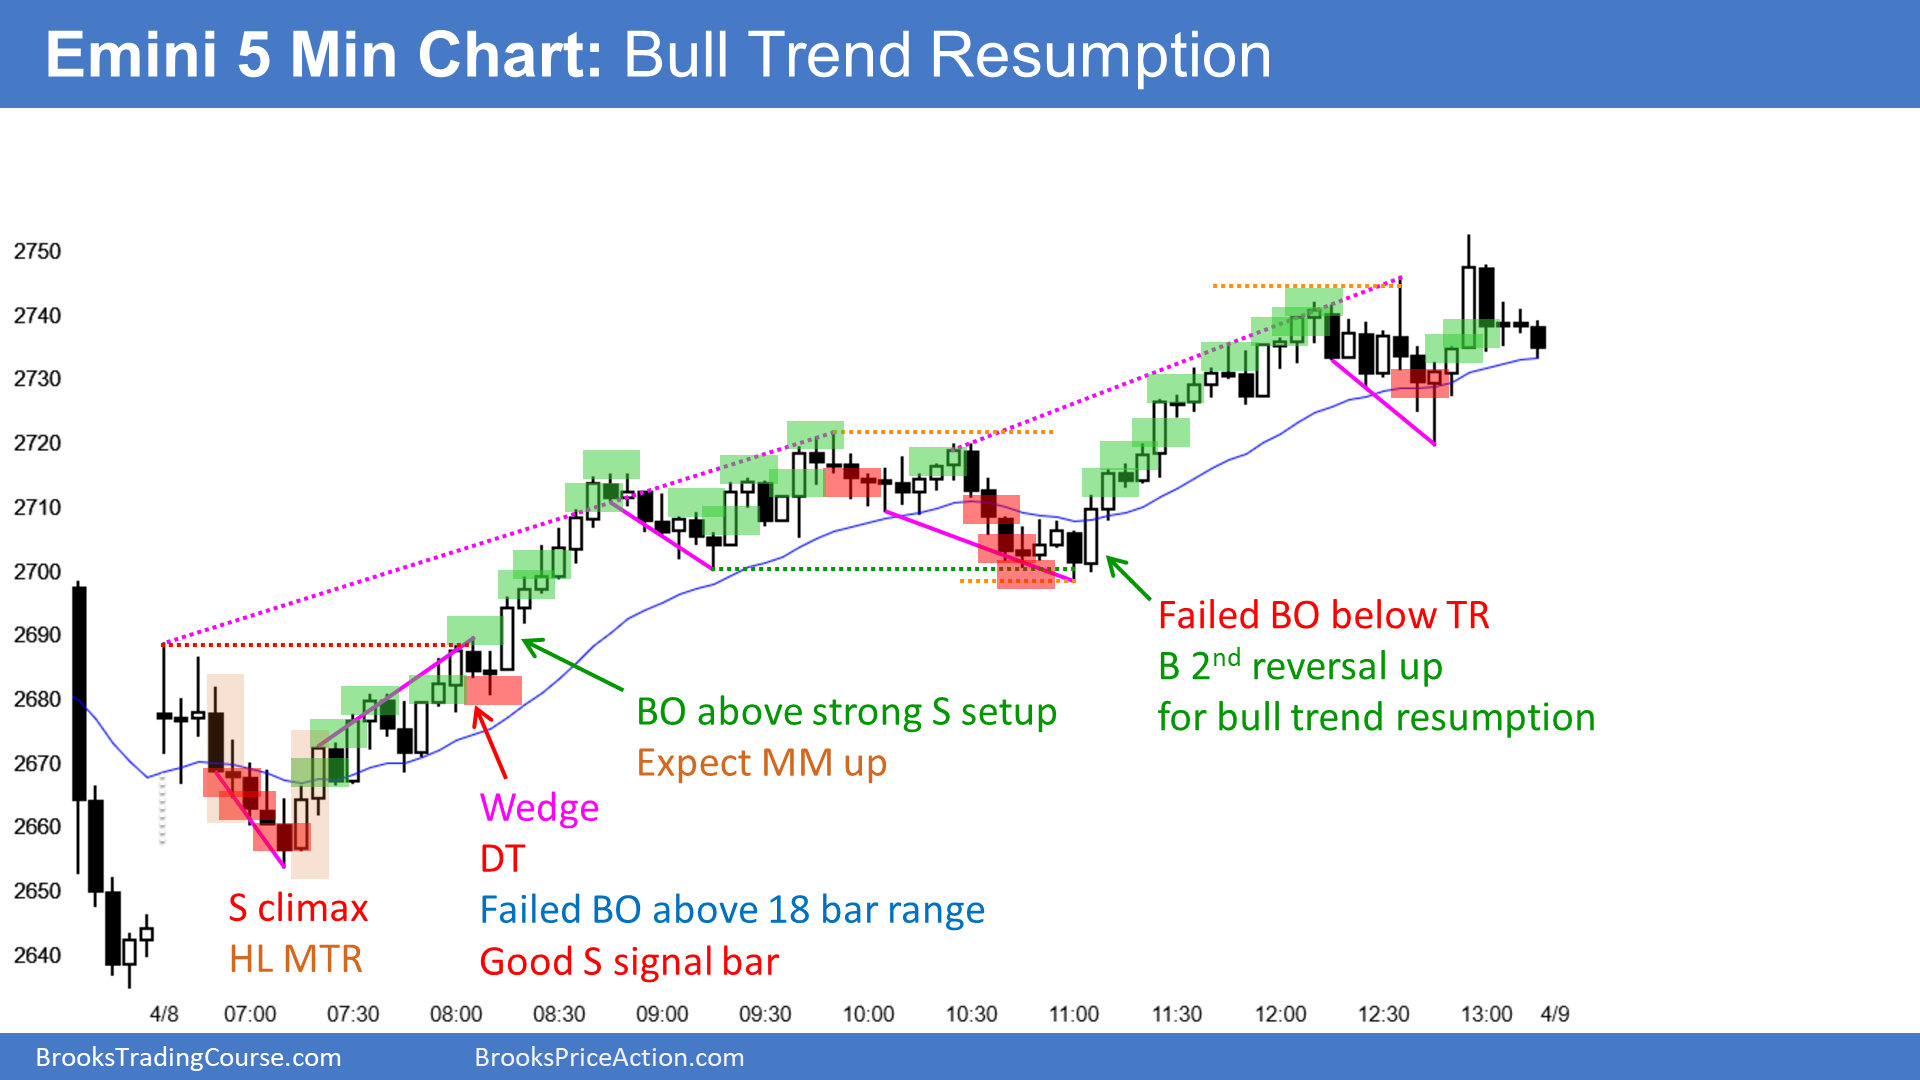 Emini 5 Min Chart: Bull Trend Resumption
2750
2740
2730
2720
2710
2700
2690
2680
2670
2660
2650
2640
Failed BO below TR
B 2nd reversal up
for bull trend resumption
BO above strong S setup
Expect MM up
Wedge
DT
Failed BO above 18 bar range
Good S signal bar
S climax
HL MTR
4/8 07:00 07:30 08:00 08:30 09:00 09:30 10:00 10:30 11:00 11:30 12:00 12:30 13:00 4/9
BrooksTradingCourse.com BrooksPriceAction.com